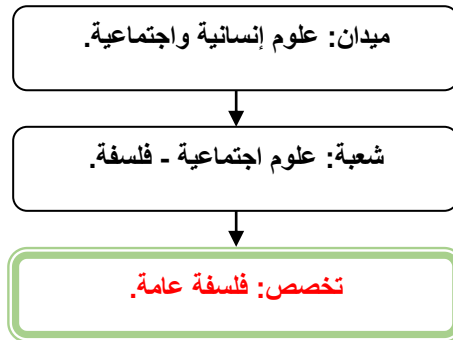 ميدان: علوم إنسانية واجتماعية.
شعبة: علوم اجتماعية - فلسفة.
تخصص: فلسفة عامة.